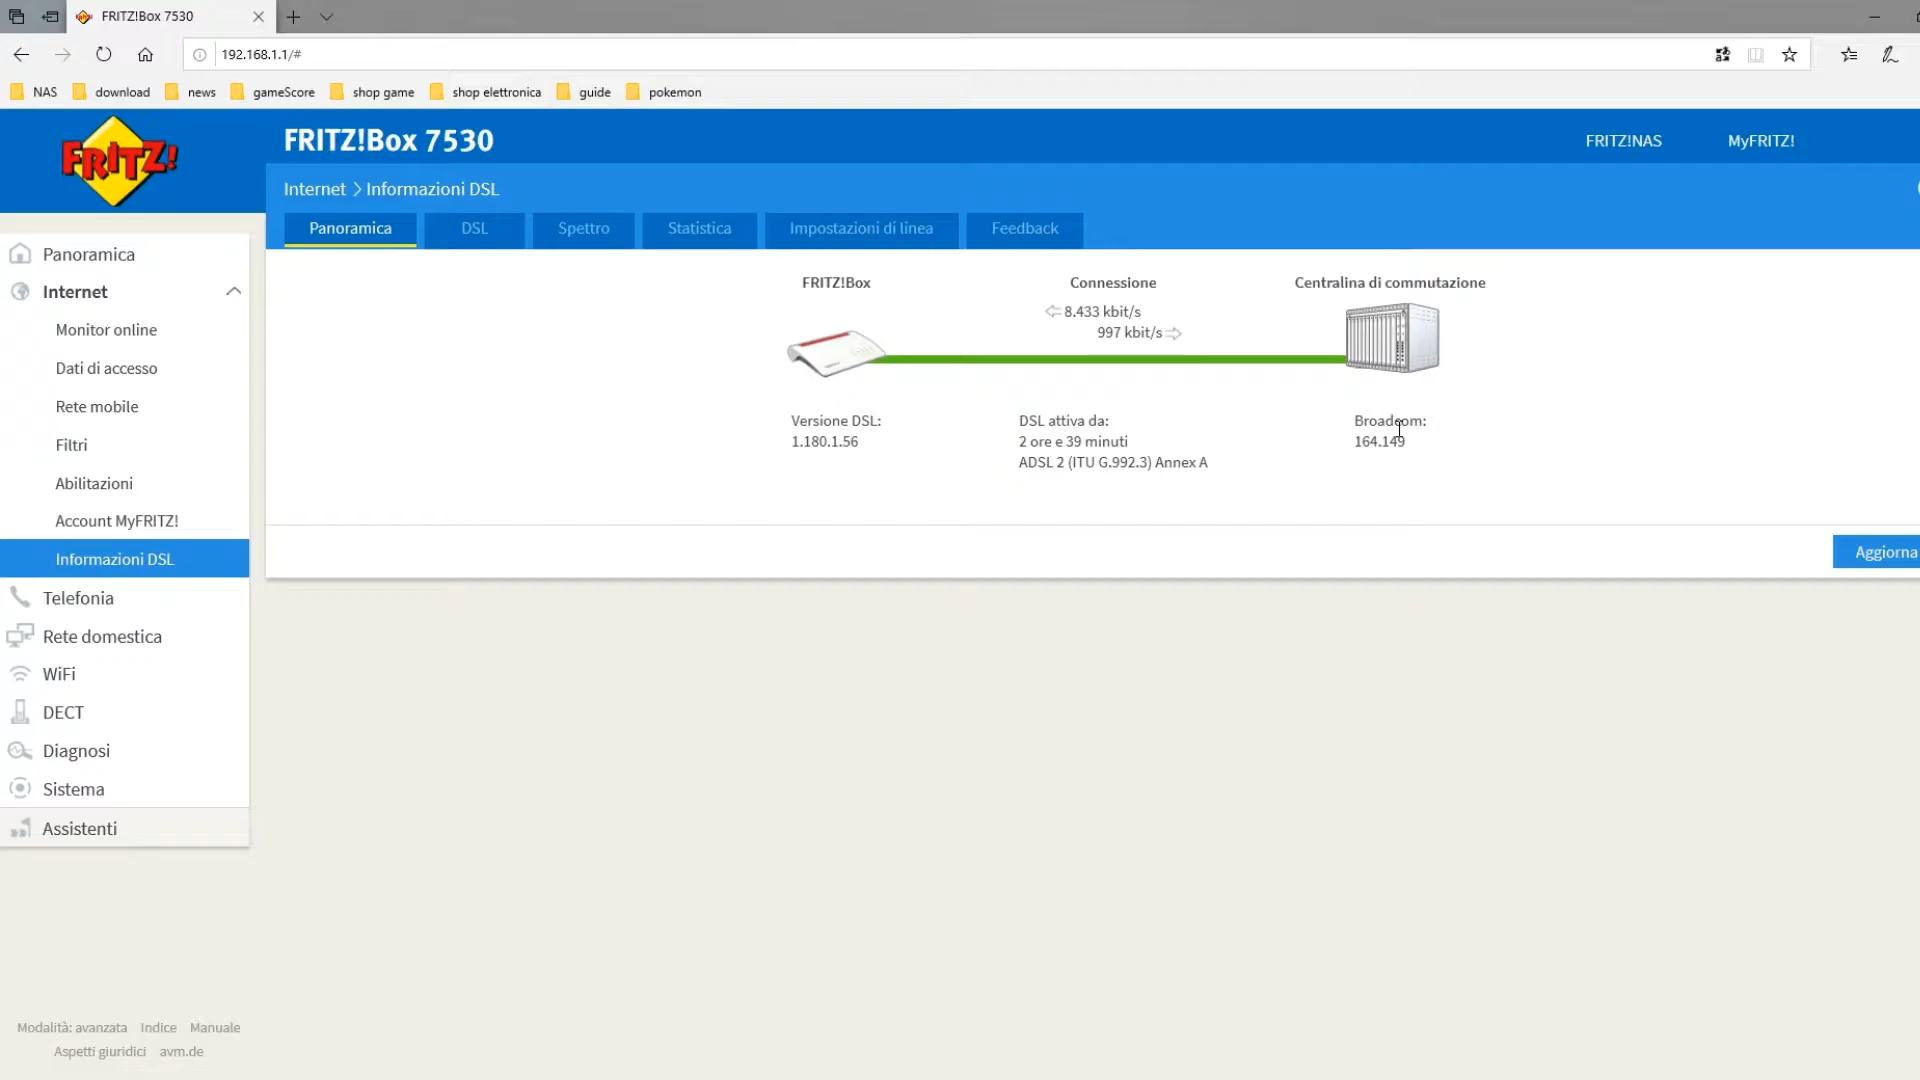 FRITZ!Box 7530
192.168.1.1/#
NAS download news gameScore shop game shop elettronica guide pokemon
FRITZ!
FRITZ!Box 7530
FRITZ!NAS MyFRITZ!
Internet > Informazioni DSL
Panoramica DSL Spettro Statistica Impostazioni di linea Feedback
Panoramica
Internet
Monitor online
Dati di accesso
Rete mobile
Filtri
Abilitazioni
Account MyFRITZ!
Informazioni DSL
Telefonia
Rete domestica
WiFi
DECT
Diagnosi
Sistema
Assistenti
FRITZ!Box
Connessione
Centralina di commutazione
8.433 kbit/s
997 kbit/s
Versione DSL:
1.180.1.56
DSL attiva da:
2 ore e 39 minuti
ADSL 2 (ITU G.992.3) Annex A
Broadcom:
164.149
Aggiorna
Modalità: avanzata Indice Manuale
Aspetti giuridici avm.de